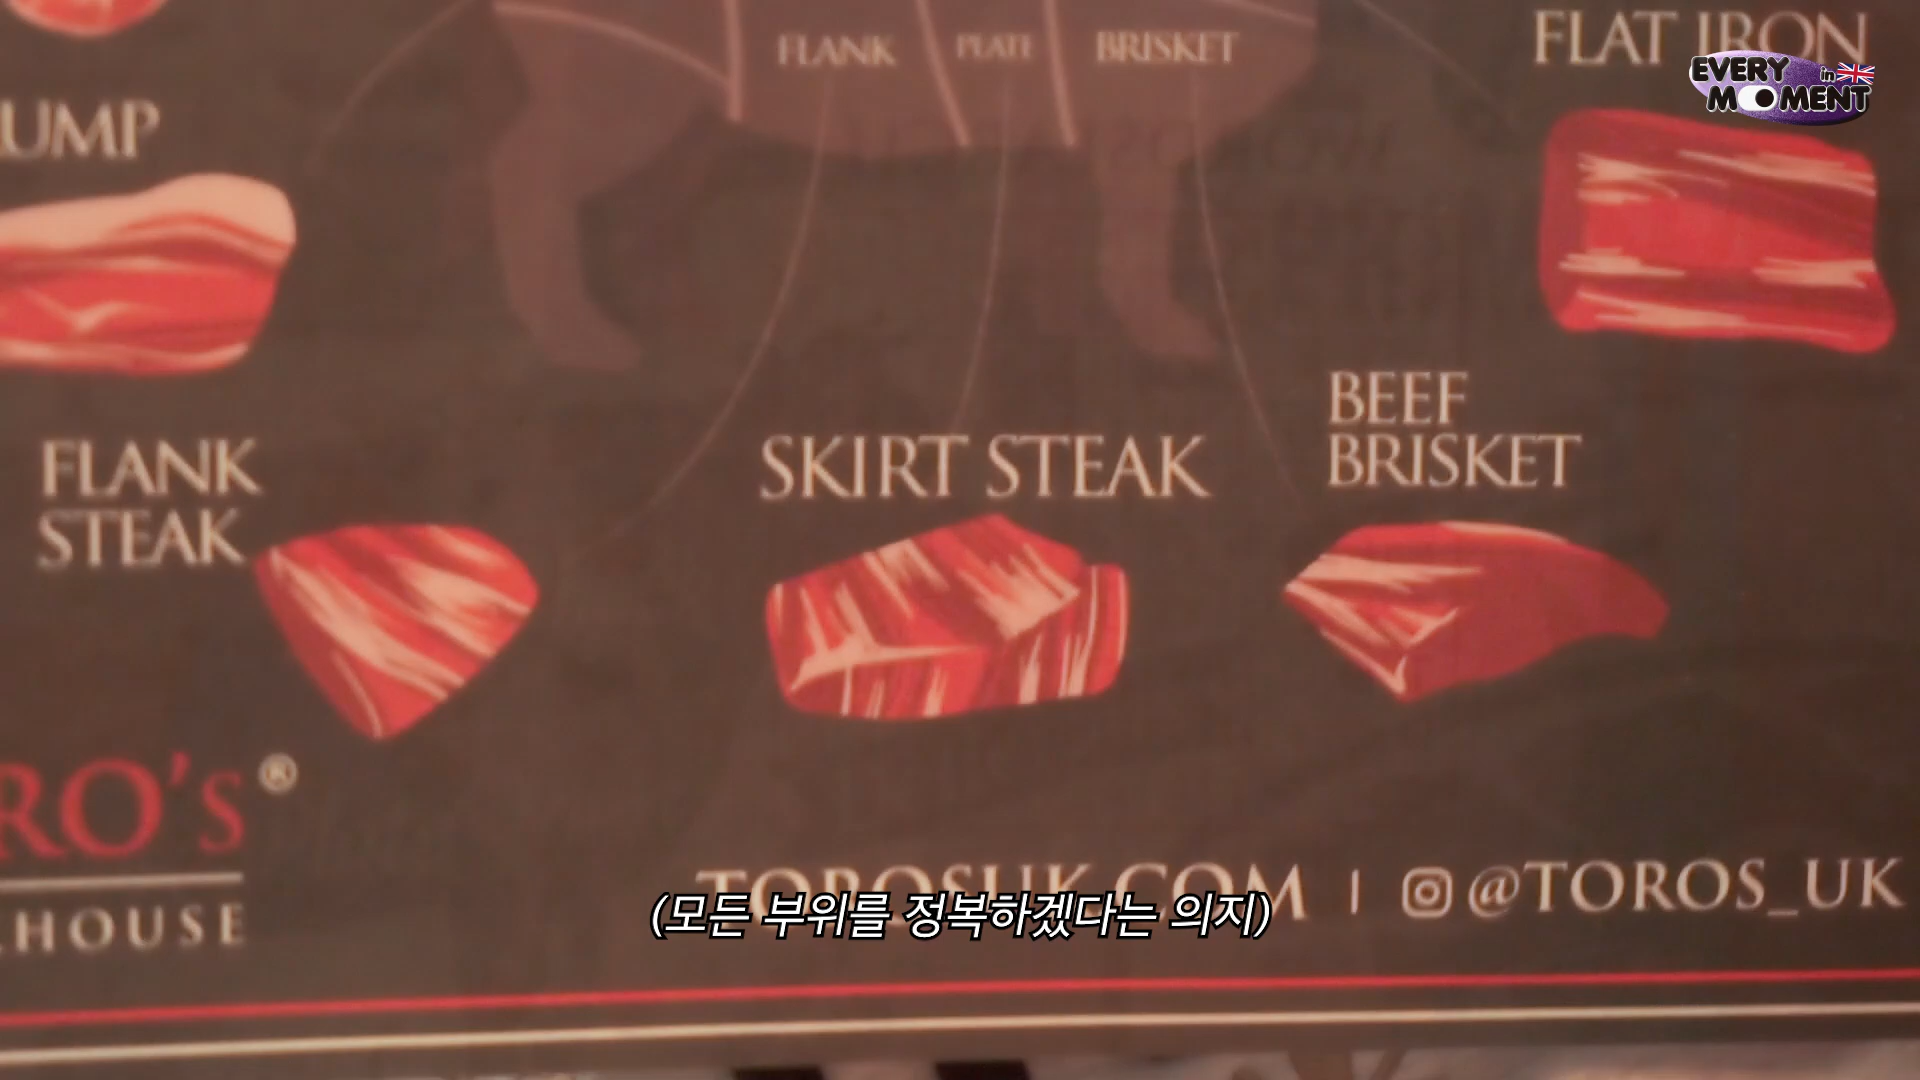 FLANK
PLATE
BRISKET
FLAT IRON
EVERY
in
MOMENT
UMP
BEEF
BRISKET
FLANK
STEAK
SKIRT STEAK
RO's®
TOROSUK.COM | @TOROS_UK
(모든 부위를 정복하겠다는 의지)
HOUSE